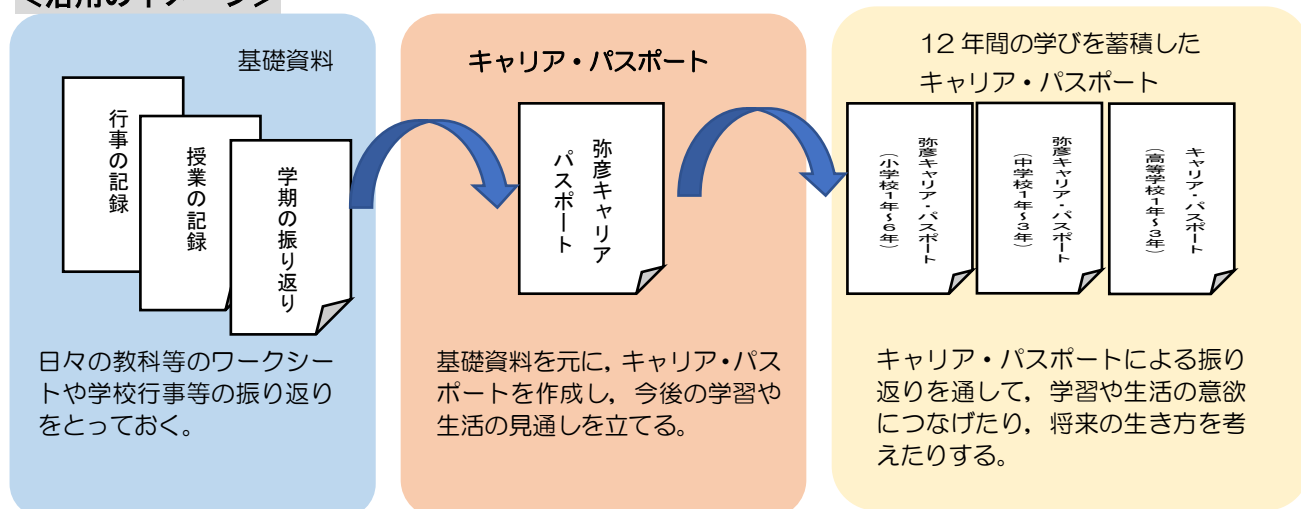 <活用のイメージ>
基礎資料
行事の記録
授業の記録
学期の振り返り
日々の教科等のワークシー
トや学校行事等の振り返り
をとっておく。
キャリア・パスポート
弥彦キャリア
パスポート
基礎資料を元に，キャリア・パス
ポートを作成し，今後の学習や
生活の見通しを立てる。
12 年間の学びを蓄積した
キャリア・パスポート
弥彦キャリア・パスポート
（小学校1年~6年）
弥彦キャリア・パスポート
（中学校1年~3年）
キャリア・パスポート
（高等学校1年~3年）
キャリア・パスポートによる振り
返りを通して，学習や生活の意欲
につなげたり，将来の生き方を考
えたりする。